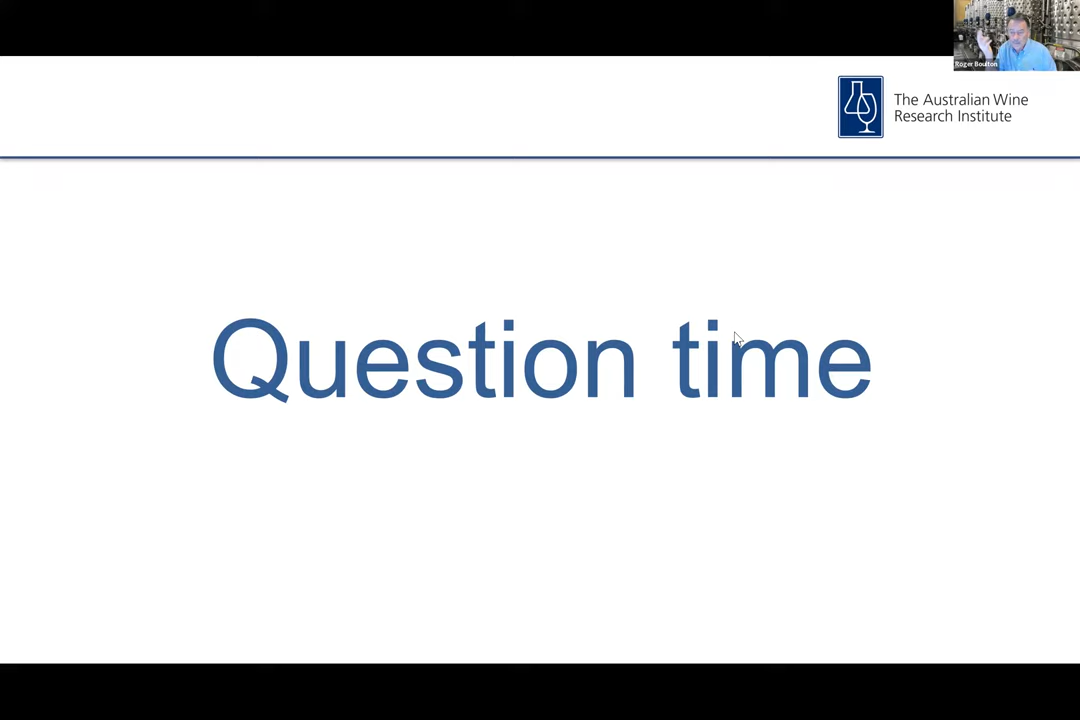 Roger Boulton
The Australian Wine
Research Institute
Question time